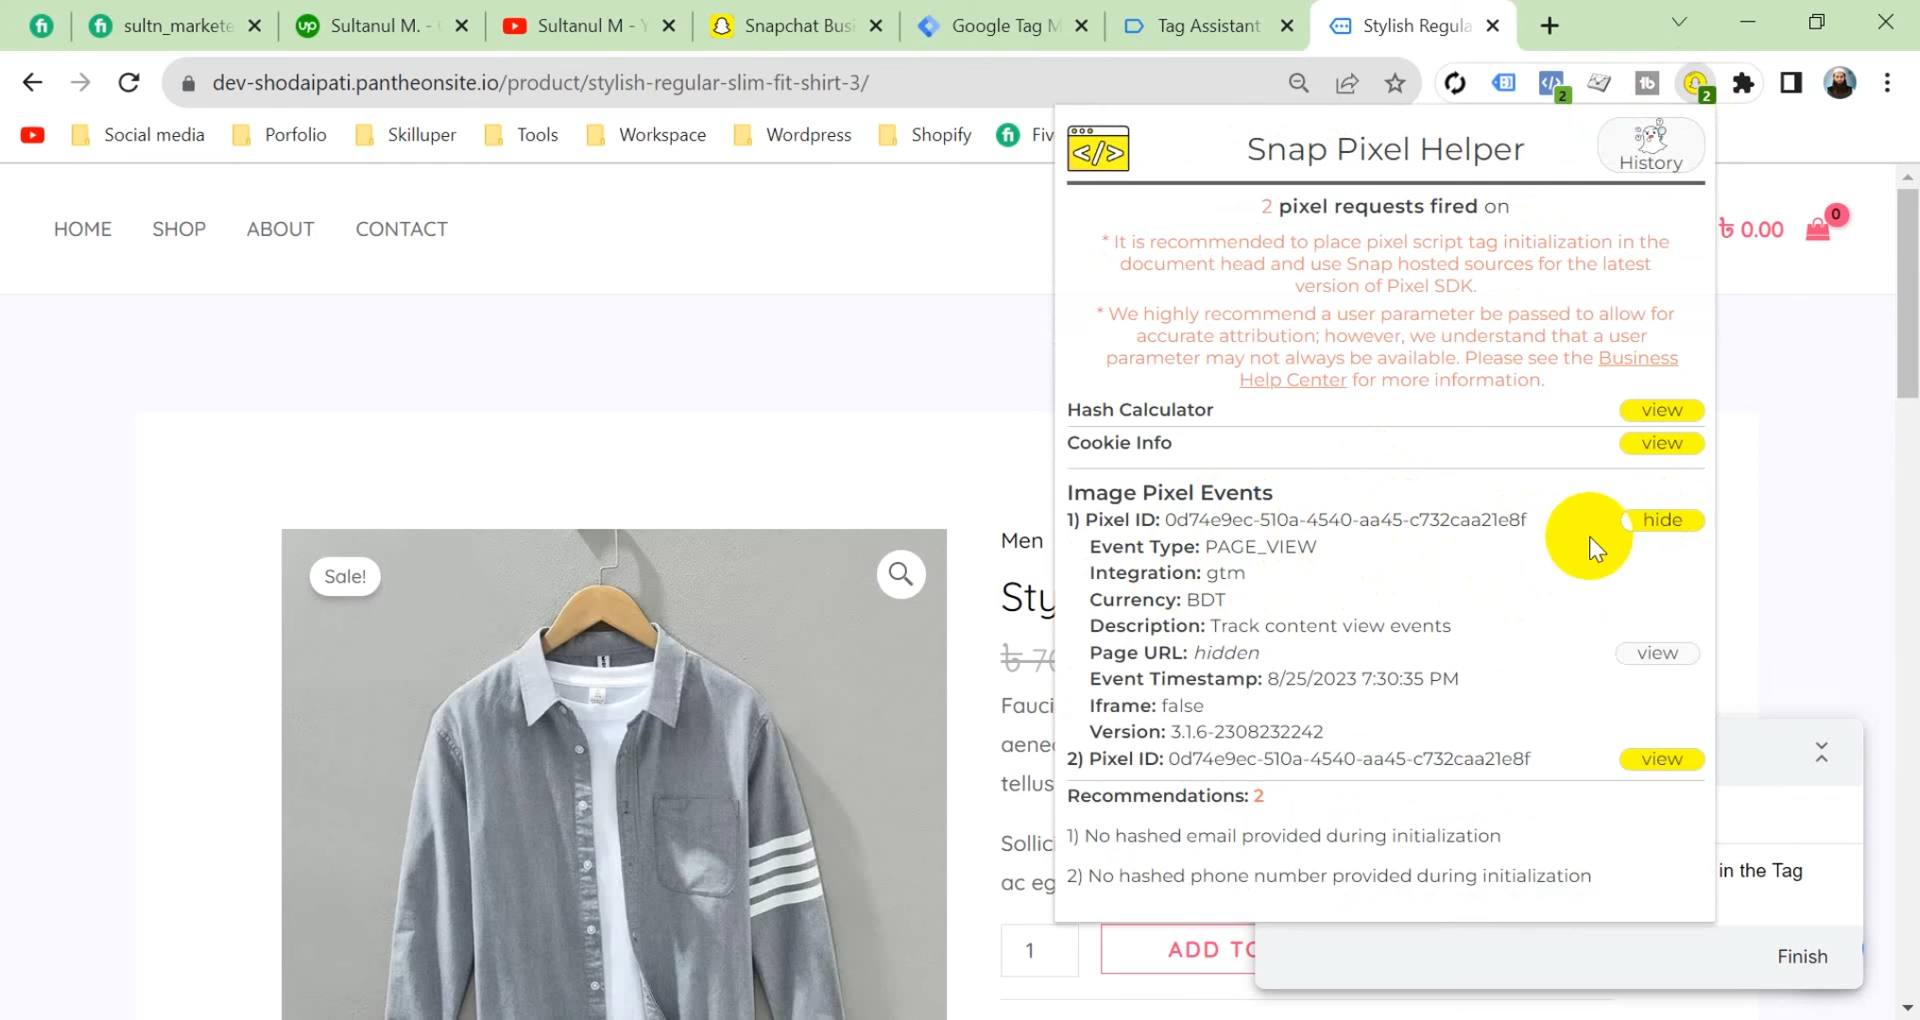 sultn_markete
Sultanul M. -
Sultanul M - Y
Snapchat Busi
Google Tag M
Tag Assistant
Stylish Regula
dev-shodaipati.pantheonsite.io/product/stylish-regular-slim-fit-shirt-3/
2
2
Social media
Porfolio
Skilluper
Tools
Workspace
Wordpress
Shopify
Fiv
HOME
SHOP
ABOUT
CONTACT
৳ 0.00
0
Snap Pixel Helper
History
2 pixel requests fired on
* It is recommended to place pixel script tag initialization in the
document head and use Snap hosted sources for the latest
version of Pixel SDK.
* We highly recommend a user parameter be passed to allow for
accurate attribution; however, we understand that a user
parameter may not always be available. Please see the Business
Help Center for more information.
Hash Calculator view
Cookie Info view
Image Pixel Events
1) Pixel ID: 0d74e9ec-510a-4540-aa45-c732caa21e8f hide
Event Type: PAGE_VIEW
Integration: gtm
Currency: BDT
Description: Track content view events
Page URL: hidden view
Event Timestamp: 8/25/2023 7:30:35 PM
Iframe: false
Version: 3.1.6-2308232242
2) Pixel ID: 0d74e9ec-510a-4540-aa45-c732caa21e8f view
Recommendations: 2
1) No hashed email provided during initialization
2) No hashed phone number provided during initialization
Sale!
Men
Sty
৳ 70
Fauci
aene
tellus
Sollic
ac eg
1
ADD TO
in the Tag
Finish